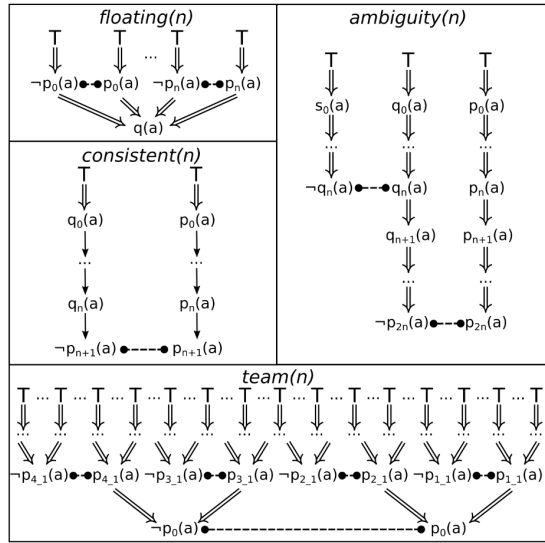 floating(n)
⊤ ⊤ ... ⊤ ⊤
¬p₀(a) p₀(a) ¬pₙ(a) pₙ(a)
q(a)
consistent(n)
⊤ ⊤
q₀(a) p₀(a)
... ...
qₙ(a) pₙ(a)
¬pₙ₊₁(a) pₙ₊₁(a)
ambiguity(n)
⊤ ⊤ ⊤
s₀(a) q₀(a) p₀(a)
... ... ...
¬qₙ(a) qₙ(a) pₙ(a)
qₙ₊₁(a) pₙ₊₁(a)
... ...
¬p₂ₙ(a) p₂ₙ(a)
team(n)
⊤ ... ⊤ ... ⊤ ... ⊤ ... ⊤ ... ⊤ ... ⊤ ... ⊤ ... ⊤ ... ⊤ ... ⊤ ... ⊤ ... ⊤ ... ⊤
... ... ... ... ... ... ... ... ... ... ... ... ... ...
¬p₄_₁(a) p₄_₁(a) ¬p₃_₁(a) p₃_₁(a) ¬p₂_₁(a) p₂_₁(a) ¬p₁_₁(a) p₁_₁(a)
¬p₀(a) p₀(a)